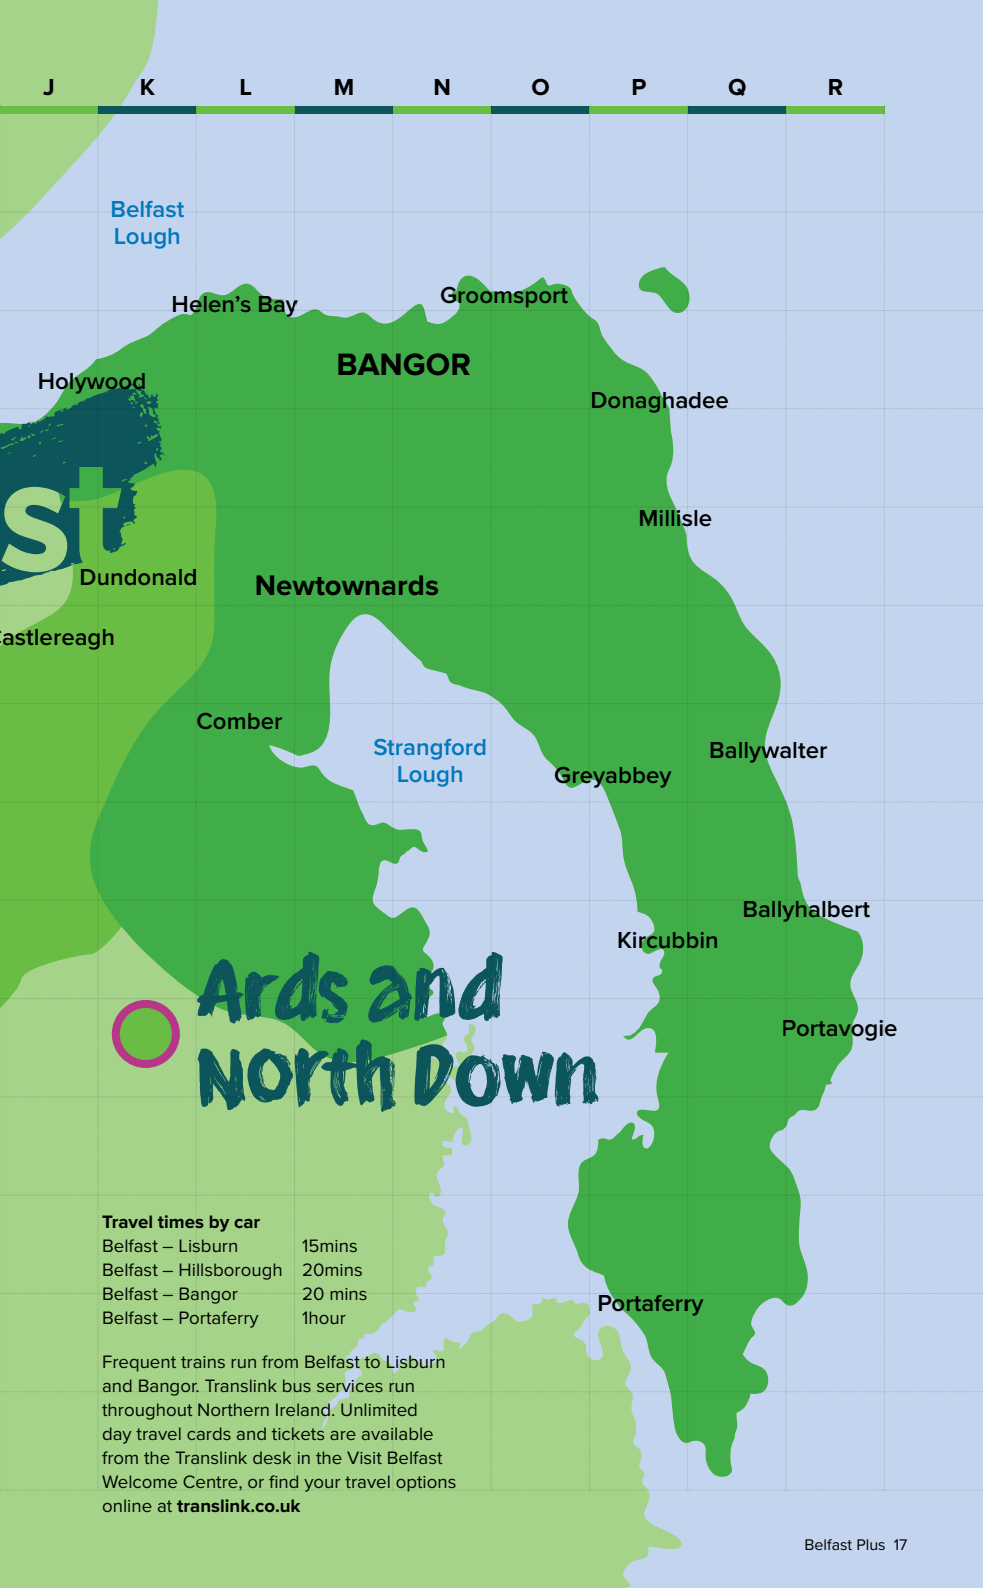 J K L M N O P Q R
Belfast
Lough
Helen's Bay
Groomsport
BANGOR
Holywood
Donaghadee
st
Millisle
Dundonald
Newtownards
Castlereagh
Comber
Strangford
Lough
Ballywalter
Greyabbey
Ballyhalbert
Kircubbin
Ards and
North Down
Portavogie
Travel times by car
Belfast – Lisburn 15mins
Belfast – Hillsborough 20mins
Belfast – Bangor 20 mins
Belfast – Portaferry 1hour
Portaferry
Frequent trains run from Belfast to Lisburn
and Bangor. Translink bus services run
throughout Northern Ireland. Unlimited
day travel cards and tickets are available
from the Translink desk in the Visit Belfast
Welcome Centre, or find your travel options
online at translink.co.uk
Belfast Plus 17